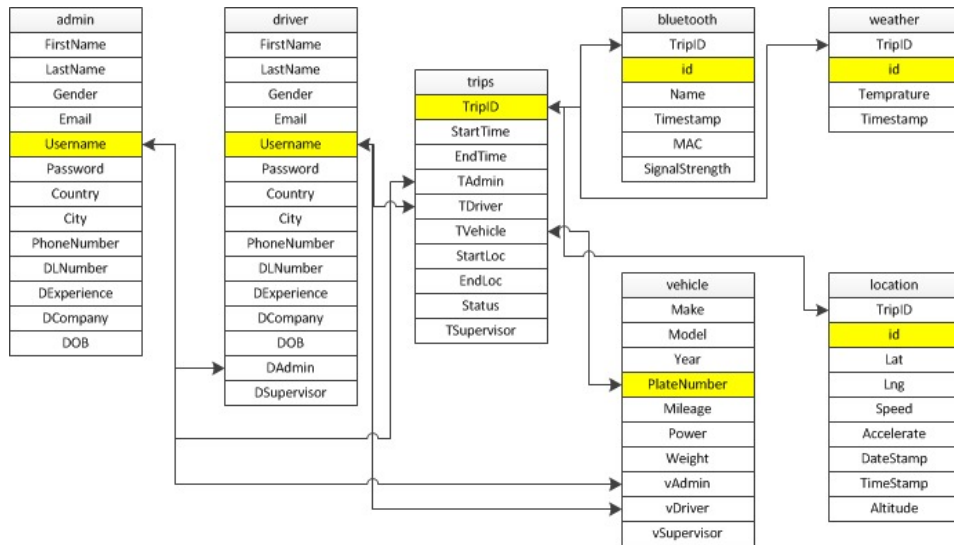 admin
FirstName
LastName
Gender
Email
Username
Password
Country
City
PhoneNumber
DLNumber
DExperience
DCompany
DOB
driver
FirstName
LastName
Gender
Email
Username
Password
Country
City
PhoneNumber
DLNumber
DExperience
DCompany
DOB
DAdmin
DSupervisor
trips
TripID
StartTime
EndTime
TAdmin
TDriver
TVehicle
StartLoc
EndLoc
Status
TSupervisor
bluetooth
TripID
id
Name
Timestamp
MAC
SignalStrength
weather
TripID
id
Temprature
Timestamp
vehicle
Make
Model
Year
PlateNumber
Mileage
Power
Weight
vAdmin
vDriver
vSupervisor
location
TripID
id
Lat
Lng
Speed
Accelerate
DateStamp
TimeStamp
Altitude